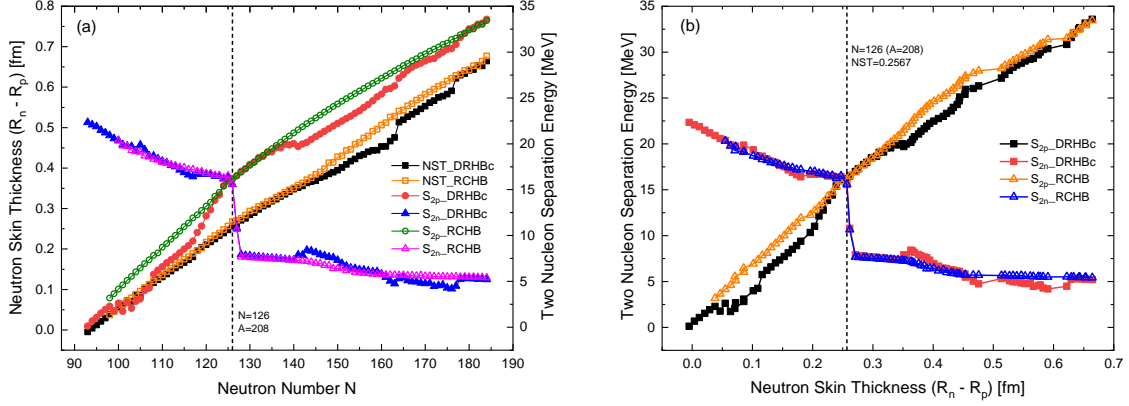 (a)
Neutron Skin Thickness (Rn - Rp) [fm]
0.8
0.7
0.6
0.5
0.4
0.3
0.2
0.1
0.0
NST_DRHBc
NST_RCHB
S2p_DRHBc
S2n_DRHBc
S2p_RCHB
S2n_RCHB
N=126
A=208
35
30
25
20
15
10
5
0
Two Nucleon Separation Energy [MeV]
90 100 110 120 130 140 150 160 170 180 190
Neutron Number N
(b)
Two Nucleon Separation Energy [MeV]
35
30
25
20
15
10
5
0
N=126 (A=208)
NST=0.2567
S2p_DRHBc
S2n_DRHBc
S2p_RCHB
S2n_RCHB
0.0 0.1 0.2 0.3 0.4 0.5 0.6 0.7
Neutron Skin Thickness (Rn - Rp) [fm]